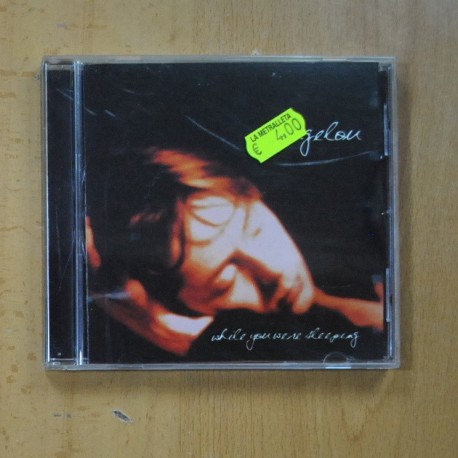 LA METRALLETA
€ 4,00
gelou
while you were sleeping